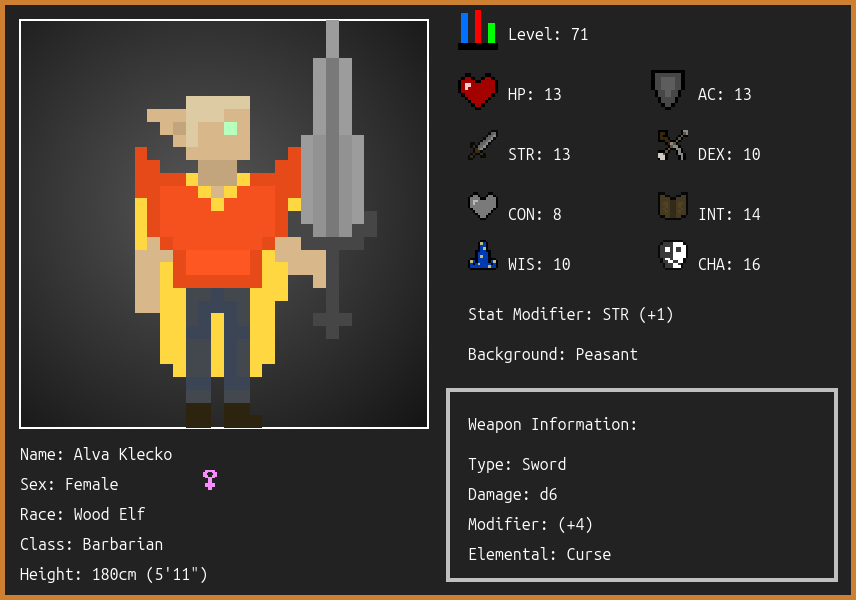 Level: 71
HP: 13
AC: 13
STR: 13
DEX: 10
CON: 8
INT: 14
WIS: 10
CHA: 16
Stat Modifier: STR (+1)
Background: Peasant
Weapon Information:
Type: Sword
Damage: d6
Modifier: (+4)
Elemental: Curse
Name: Alva Klecko
Sex: Female
Race: Wood Elf
Class: Barbarian
Height: 180cm (5'11")